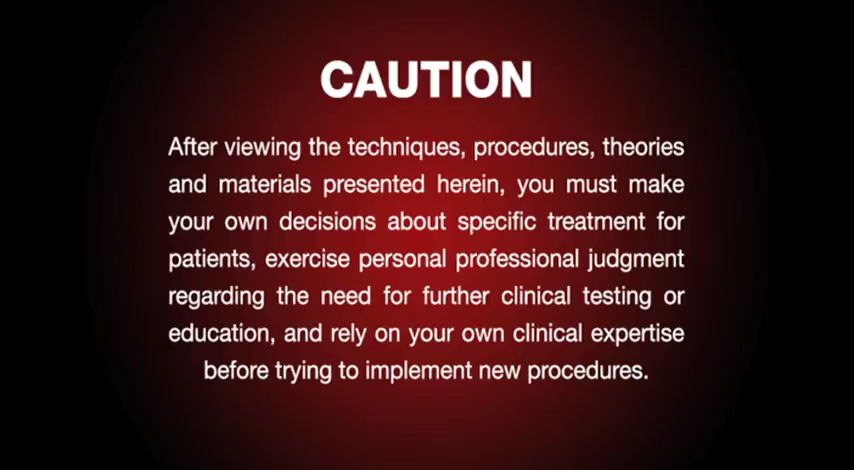 CAUTION
After viewing the techniques, procedures, theories
and materials presented herein, you must make
your own decisions about specific treatment for
patients, exercise personal professional judgment
regarding the need for further clinical testing or
education, and rely on your own clinical expertise
before trying to implement new procedures.